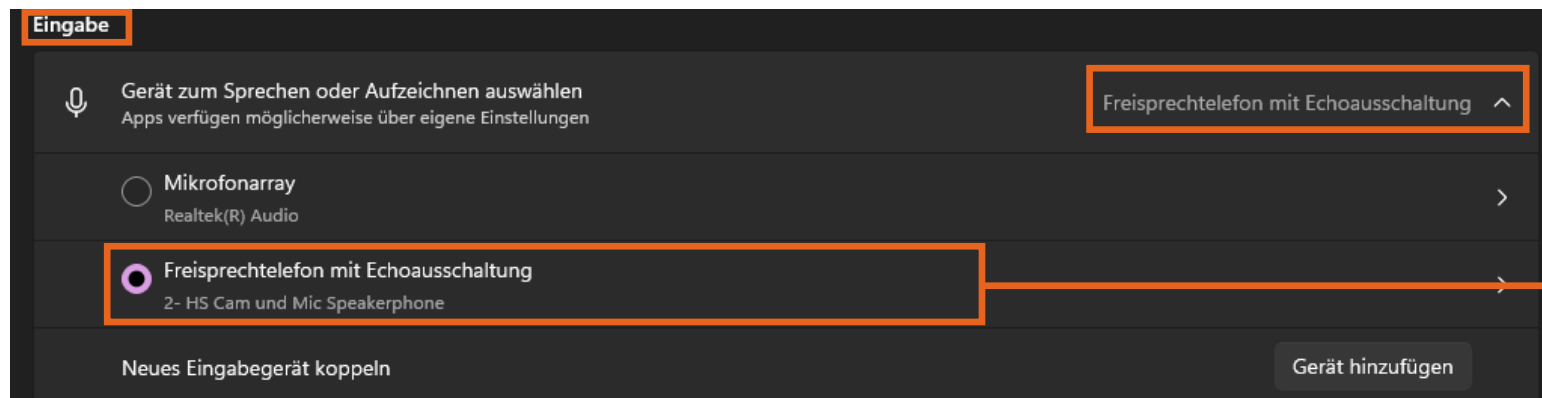 Eingabe
Gerät zum Sprechen oder Aufzeichnen auswählen
Apps verfügen möglicherweise über eigene Einstellungen
Freisprechtelefon mit Echoausschaltung
Mikrofonarray
Realtek(R) Audio
Freisprechtelefon mit Echoausschaltung
2- HS Cam und Mic Speakerphone
Neues Eingabegerät koppeln
Gerät hinzufügen